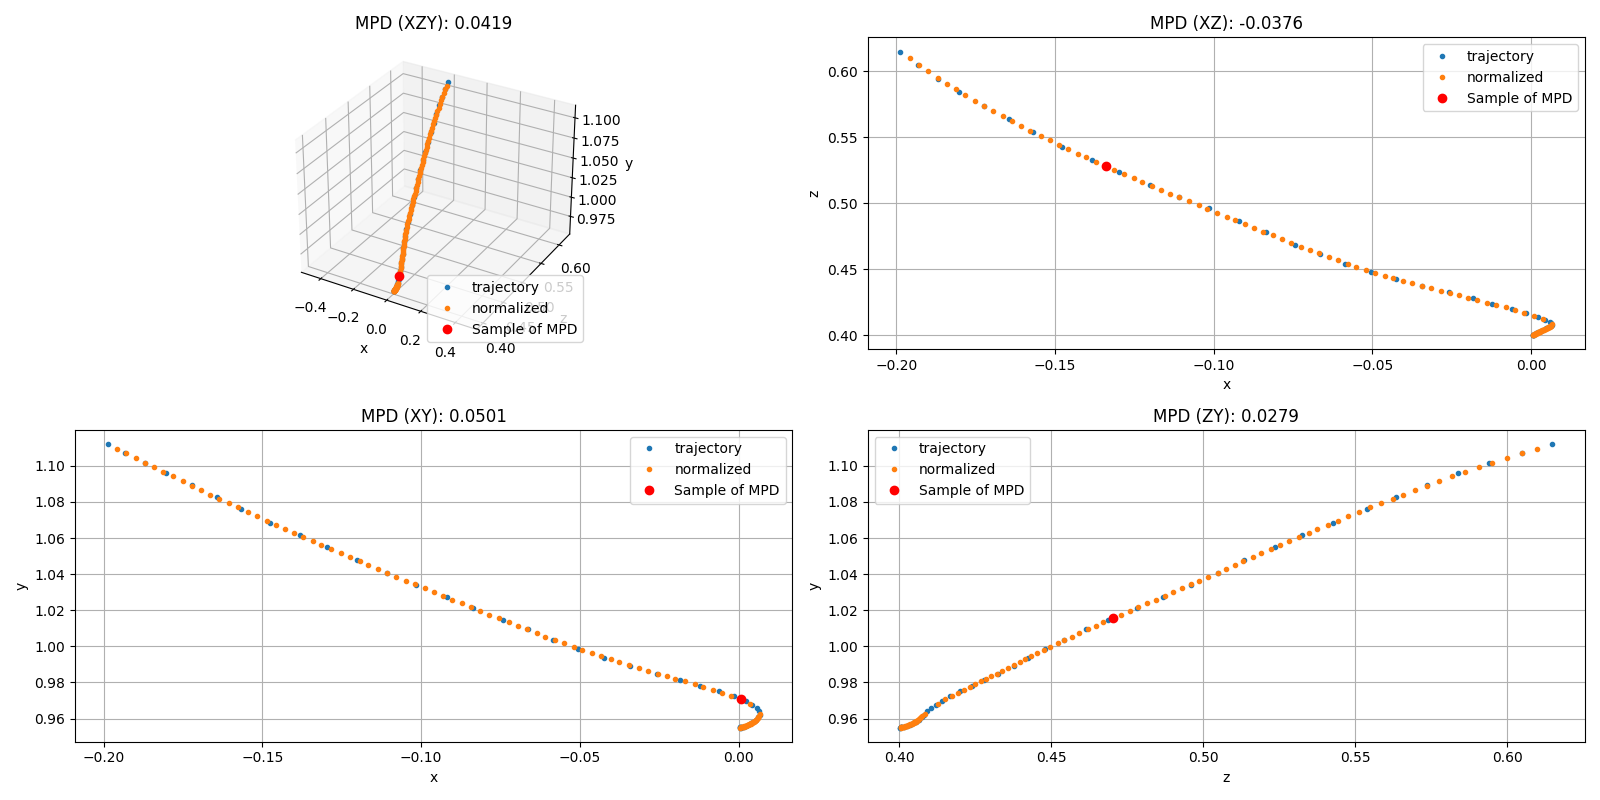 MPD (XZY): 0.0419
1.100
1.075
1.050
1.025
1.000
0.975
y
0.60
0.55
0.50
0.45
0.40
z
−0.4
−0.2
0.0
0.2
0.4
x
trajectory
normalized
Sample of MPD
MPD (XZ): -0.0376
trajectory
normalized
Sample of MPD
0.60
0.55
0.50
0.45
0.40
z
−0.20
−0.15
−0.10
−0.05
0.00
x
MPD (XY): 0.0501
trajectory
normalized
Sample of MPD
1.10
1.08
1.06
1.04
1.02
1.00
0.98
0.96
y
−0.20
−0.15
−0.10
−0.05
0.00
x
MPD (ZY): 0.0279
trajectory
normalized
Sample of MPD
1.10
1.08
1.06
1.04
1.02
1.00
0.98
0.96
y
0.40
0.45
0.50
0.55
0.60
z